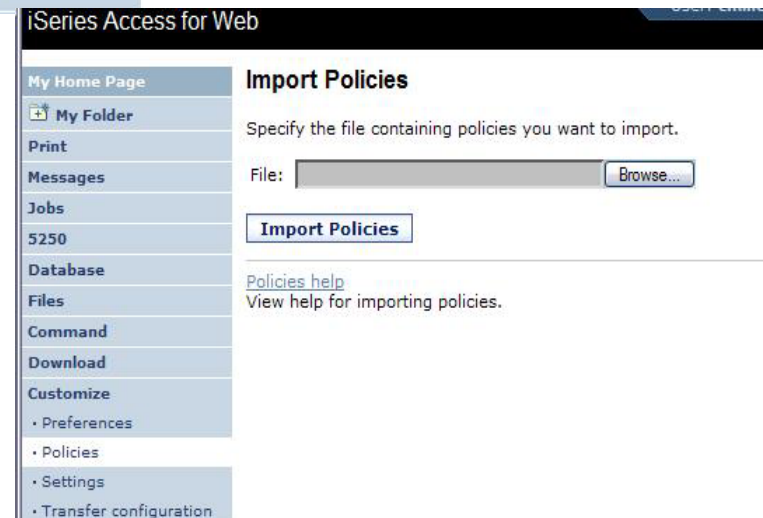 iSeries Access for Web
My Home Page
My Folder
Print
Messages
Jobs
5250
Database
Files
Command
Download
Customize
• Preferences
• Policies
• Settings
• Transfer configuration
Import Policies
Specify the file containing policies you want to import.
File: Browse...
Import Policies
Policies help
View help for importing policies.